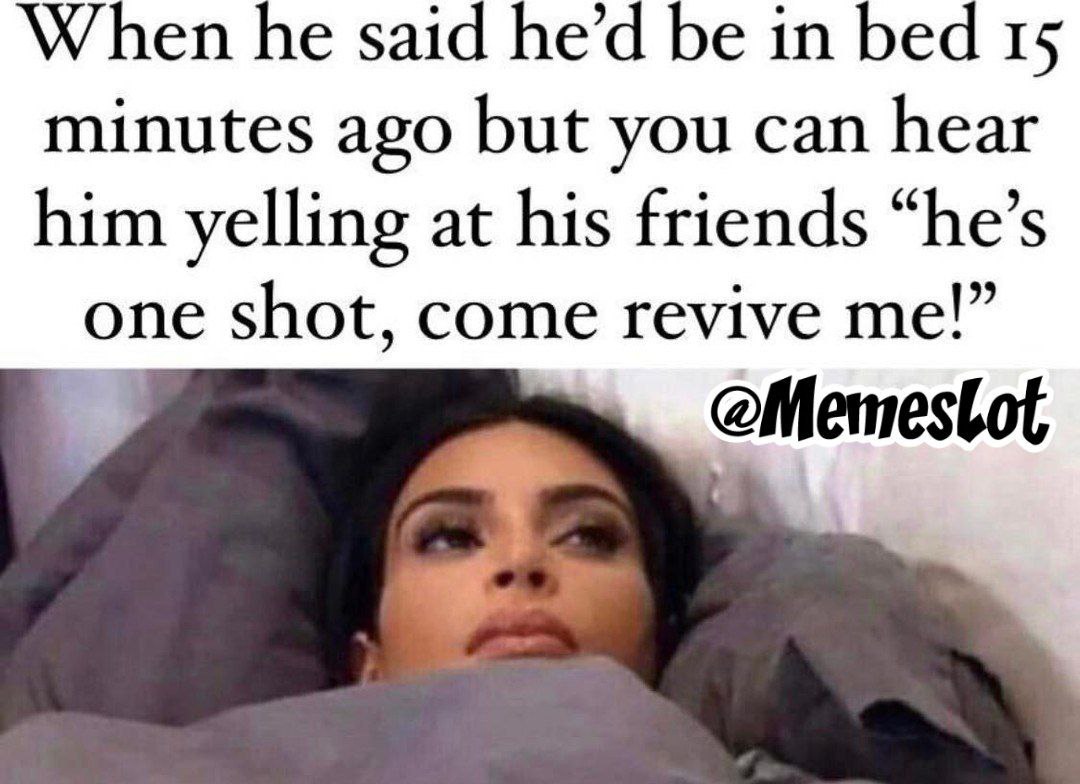 When he said he’d be in bed 15
minutes ago but you can hear
him yelling at his friends “he’s
one shot, come revive me!”
@MemesLot